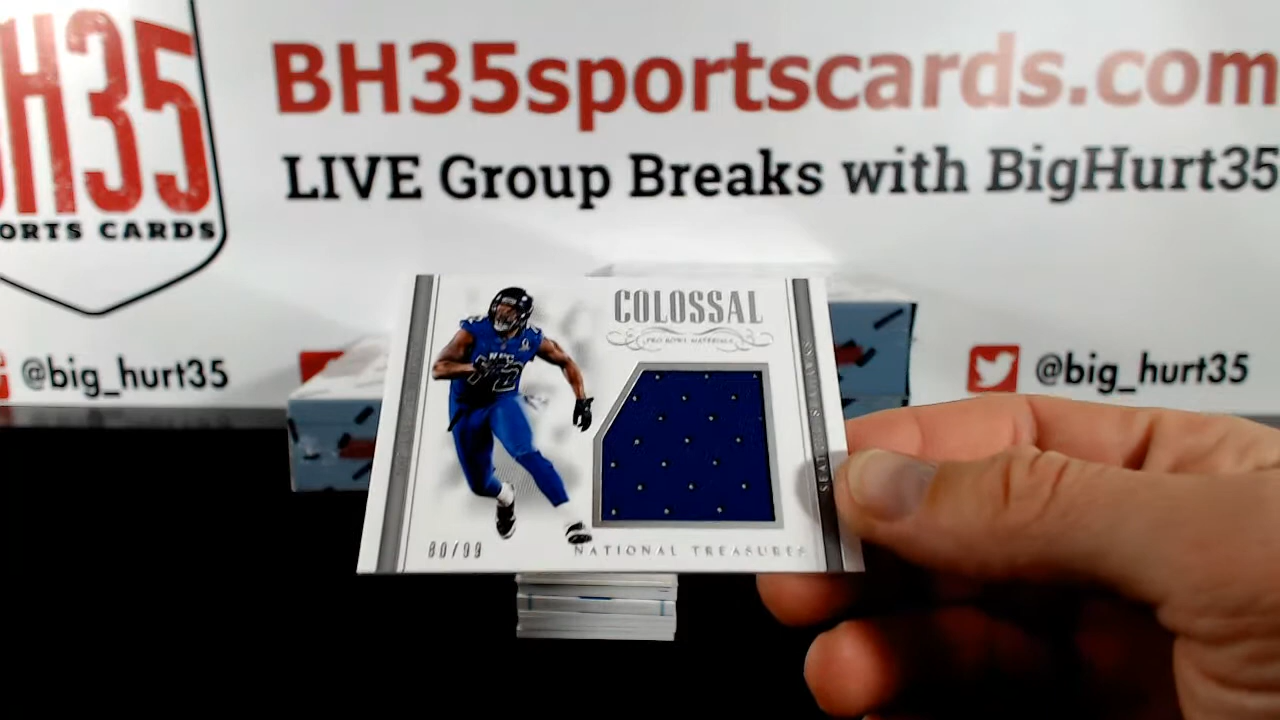 BH35
ORTS CARDS
BH35sportscards.com
LIVE Group Breaks with BigHurt35
@big_hurt35
@big_hurt35
COLOSSAL
PRO BOWL MATERIALS
80/99
NATIONAL TREASURES